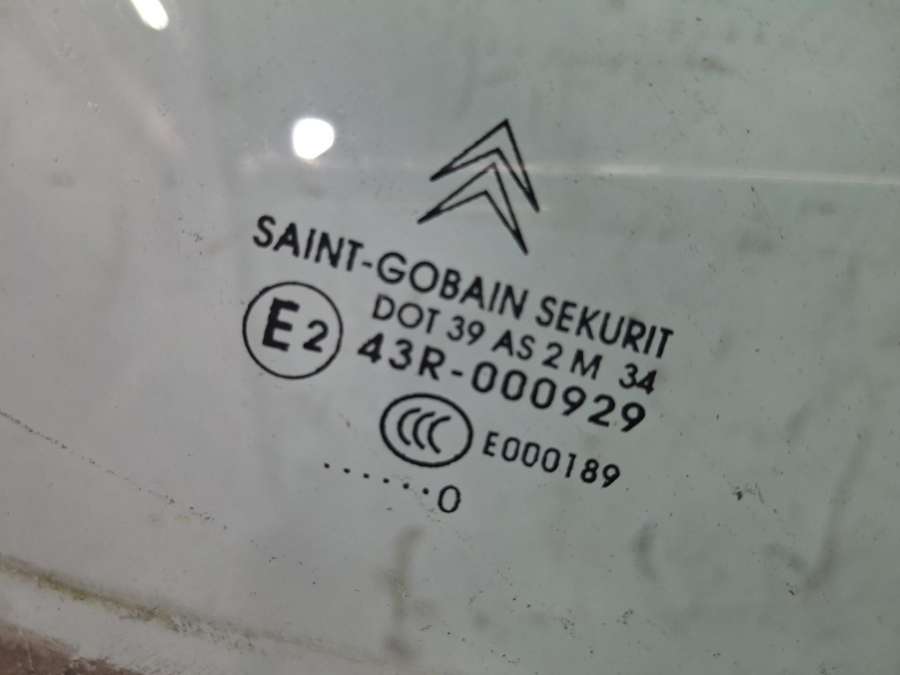 SAINT-GOBAIN SEKURIT
E2
DOT 39 AS 2 M 34
43R-000929
CCC E000189
......0